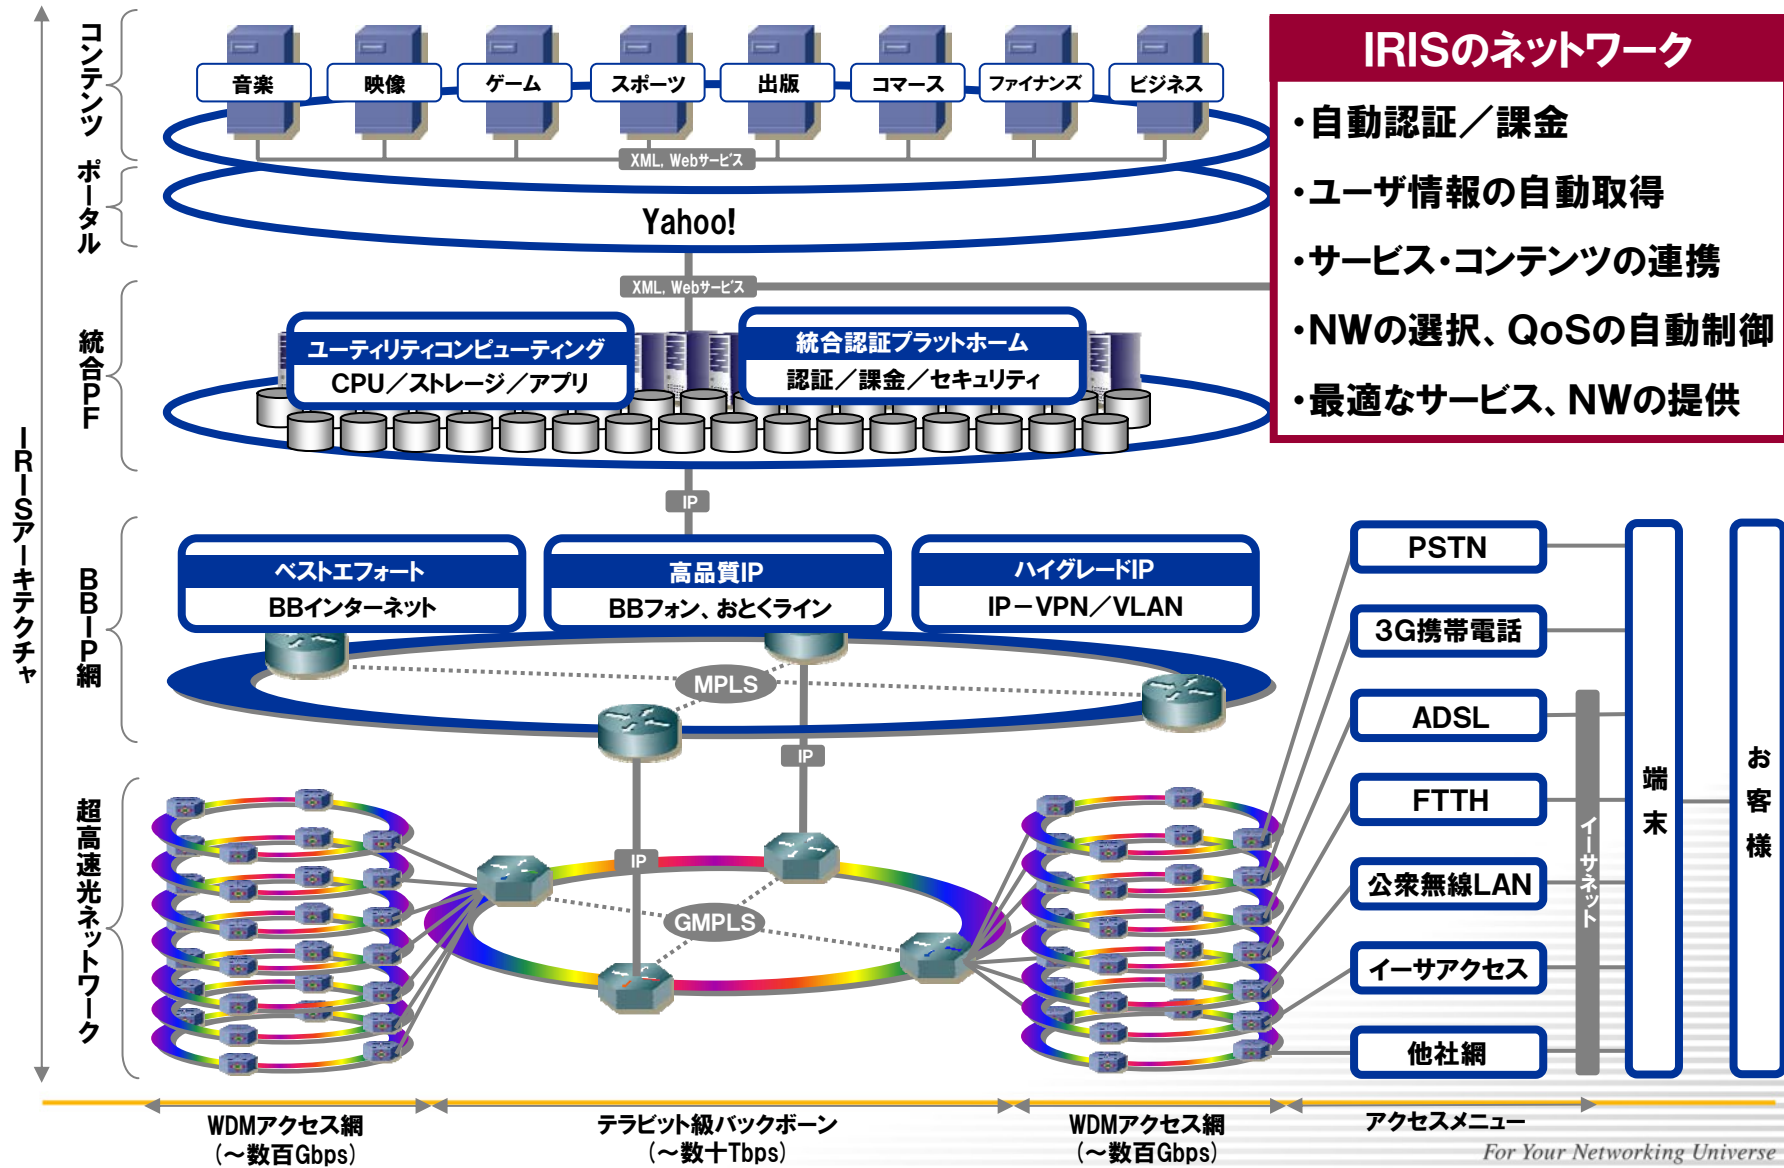 IRISアーキテクチャ
コンテンツ
音楽
映像
ゲーム
スポーツ
出版
コマース
ファイナンズ
ビジネス
XML, Webサービス
ポータル
Yahoo!
XML, Webサービス
IRISのネットワーク
・自動認証／課金
・ユーザ情報の自動取得
・サービス・コンテンツの連携
・NWの選択、QoSの自動制御
・最適なサービス、NWの提供
統合PF
ユーティリティコンピューティング
CPU／ストレージ／アプリ
統合認証プラットホーム
認証／課金／セキュリティ
IP
BBIP網
ベストエフォート
BBインターネット
高品質IP
BBフォン、おとくライン
ハイグレードIP
IP－VPN／VLAN
MPLS
IP
IP
超高速光ネットワーク
GMPLS
PSTN
3G携帯電話
ADSL
FTTH
公衆無線LAN
イーサアクセス
他社網
イーサネット
端末
お客様
WDMアクセス網
（～数百Gbps）
テラビット級バックボーン
（～数十Tbps）
WDMアクセス網
（～数百Gbps）
アクセスメニュー
For Your Networking Universe